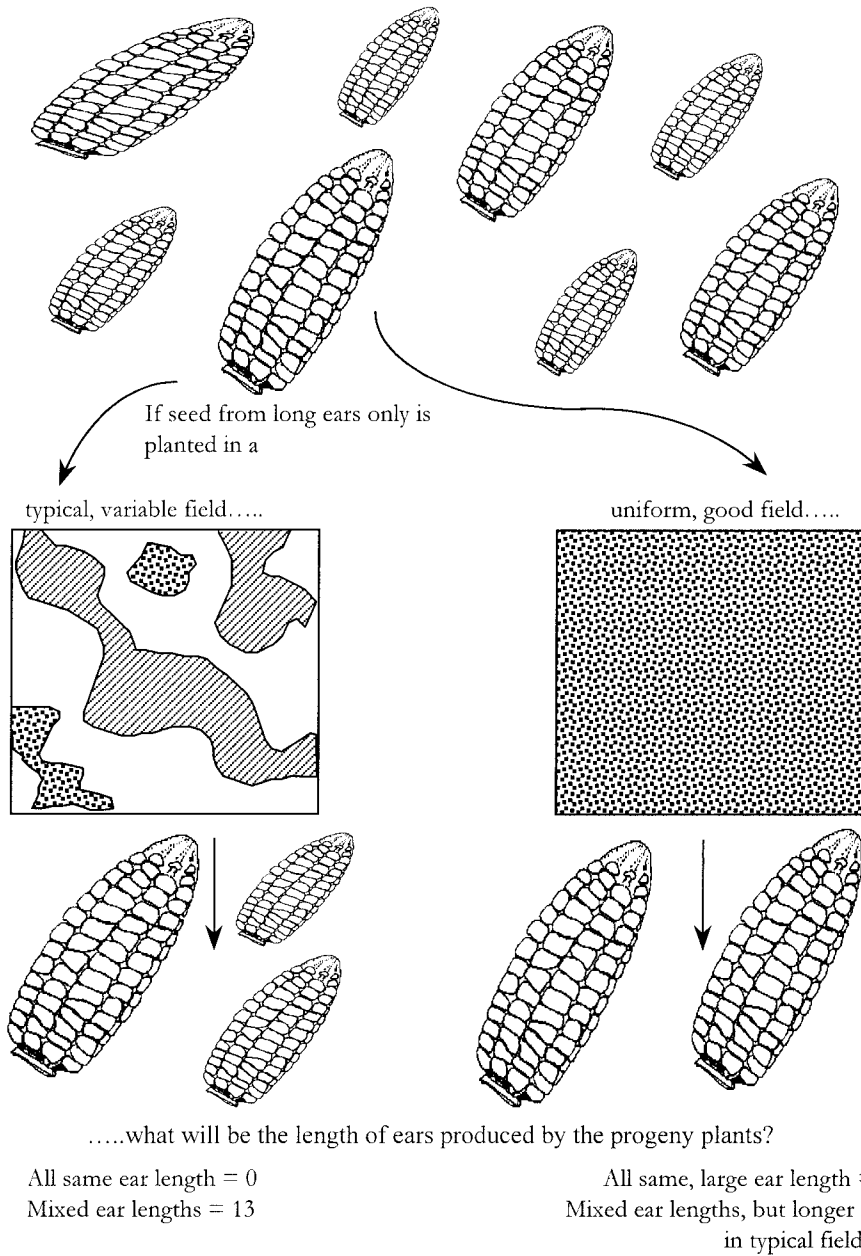 If seed from long ears only is
planted in a
typical, variable field…..
uniform, good field…..
…..what will be the length of ears produced by the progeny plants?
All same ear length = 0
Mixed ear lengths = 13
All same, large ear length =
Mixed ear lengths, but longer
in typical field